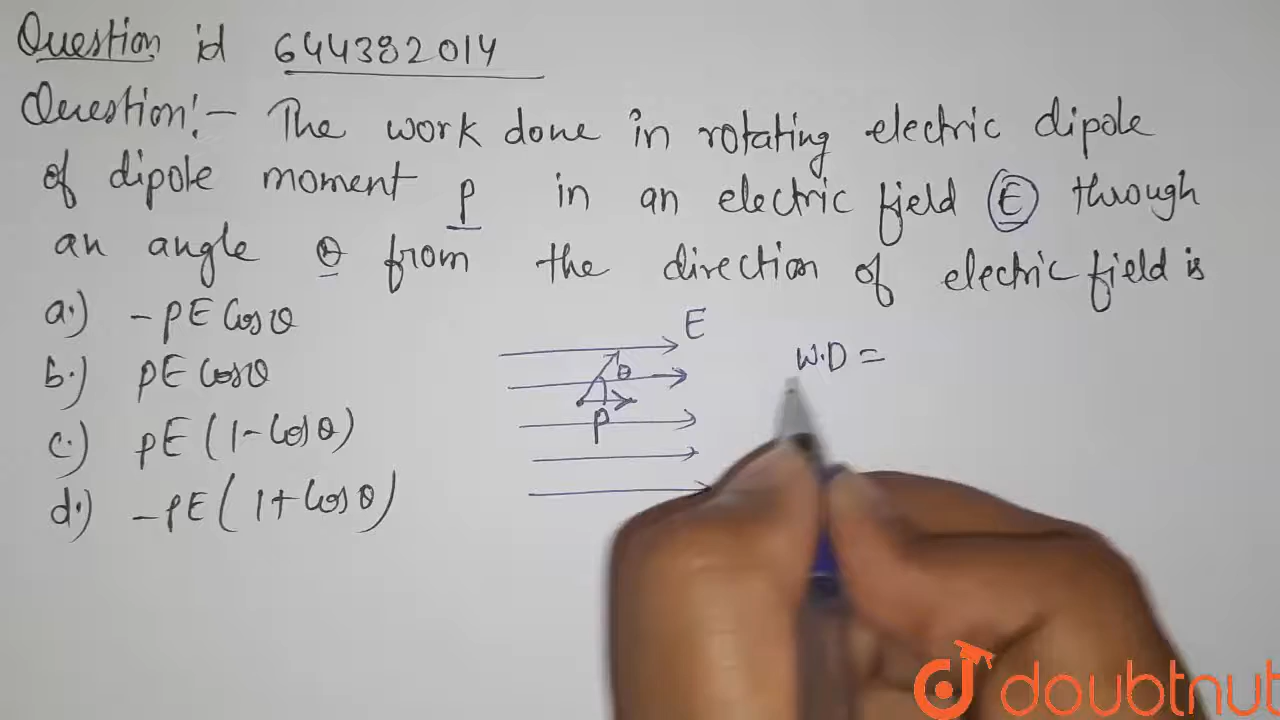 Question id 644382014
Question:- The work done in rotating electric dipole
of dipole moment p in an electric field E through
an angle θ from the direction of electric field is
a.) -pE Cosθ
b.) pE Cosθ
c.) pE (1-Cosθ)
d.) -pE (1+Cosθ)
E
θ
P
W.D =
doubtnut